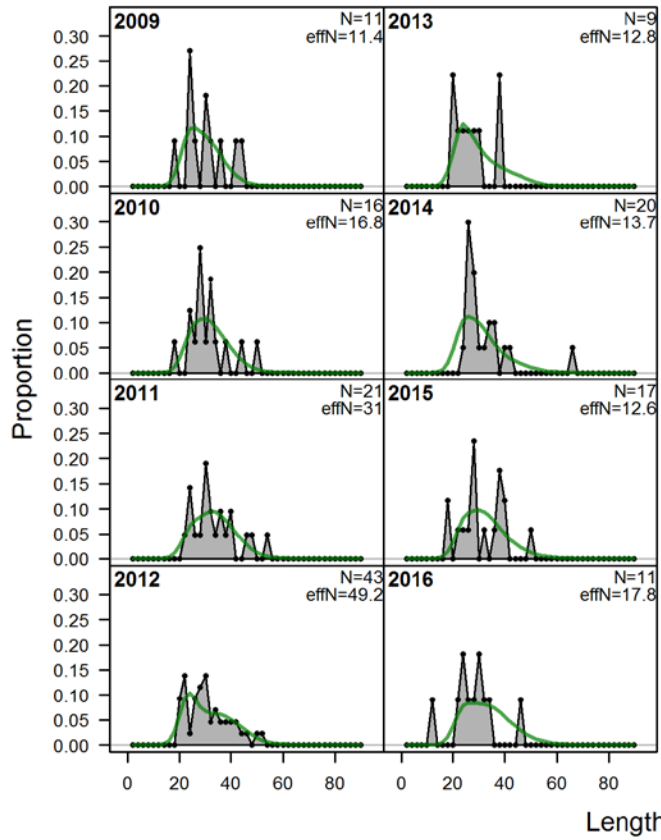 2009 N=11
effN=11.4
2013 N=9
effN=12.8
0.30
0.25
0.20
0.15
0.10
0.05
0.00
2010 N=16
effN=16.8
2014 N=20
effN=13.7
0.30
0.25
0.20
0.15
0.10
0.05
0.00
2011 N=21
effN=31
2015 N=17
effN=12.6
0.30
0.25
0.20
0.15
0.10
0.05
0.00
2012 N=43
effN=49.2
2016 N=11
effN=17.8
0.30
0.25
0.20
0.15
0.10
0.05
0.00
0 20 40 60 80
0 20 40 60 80
Proportion
Length